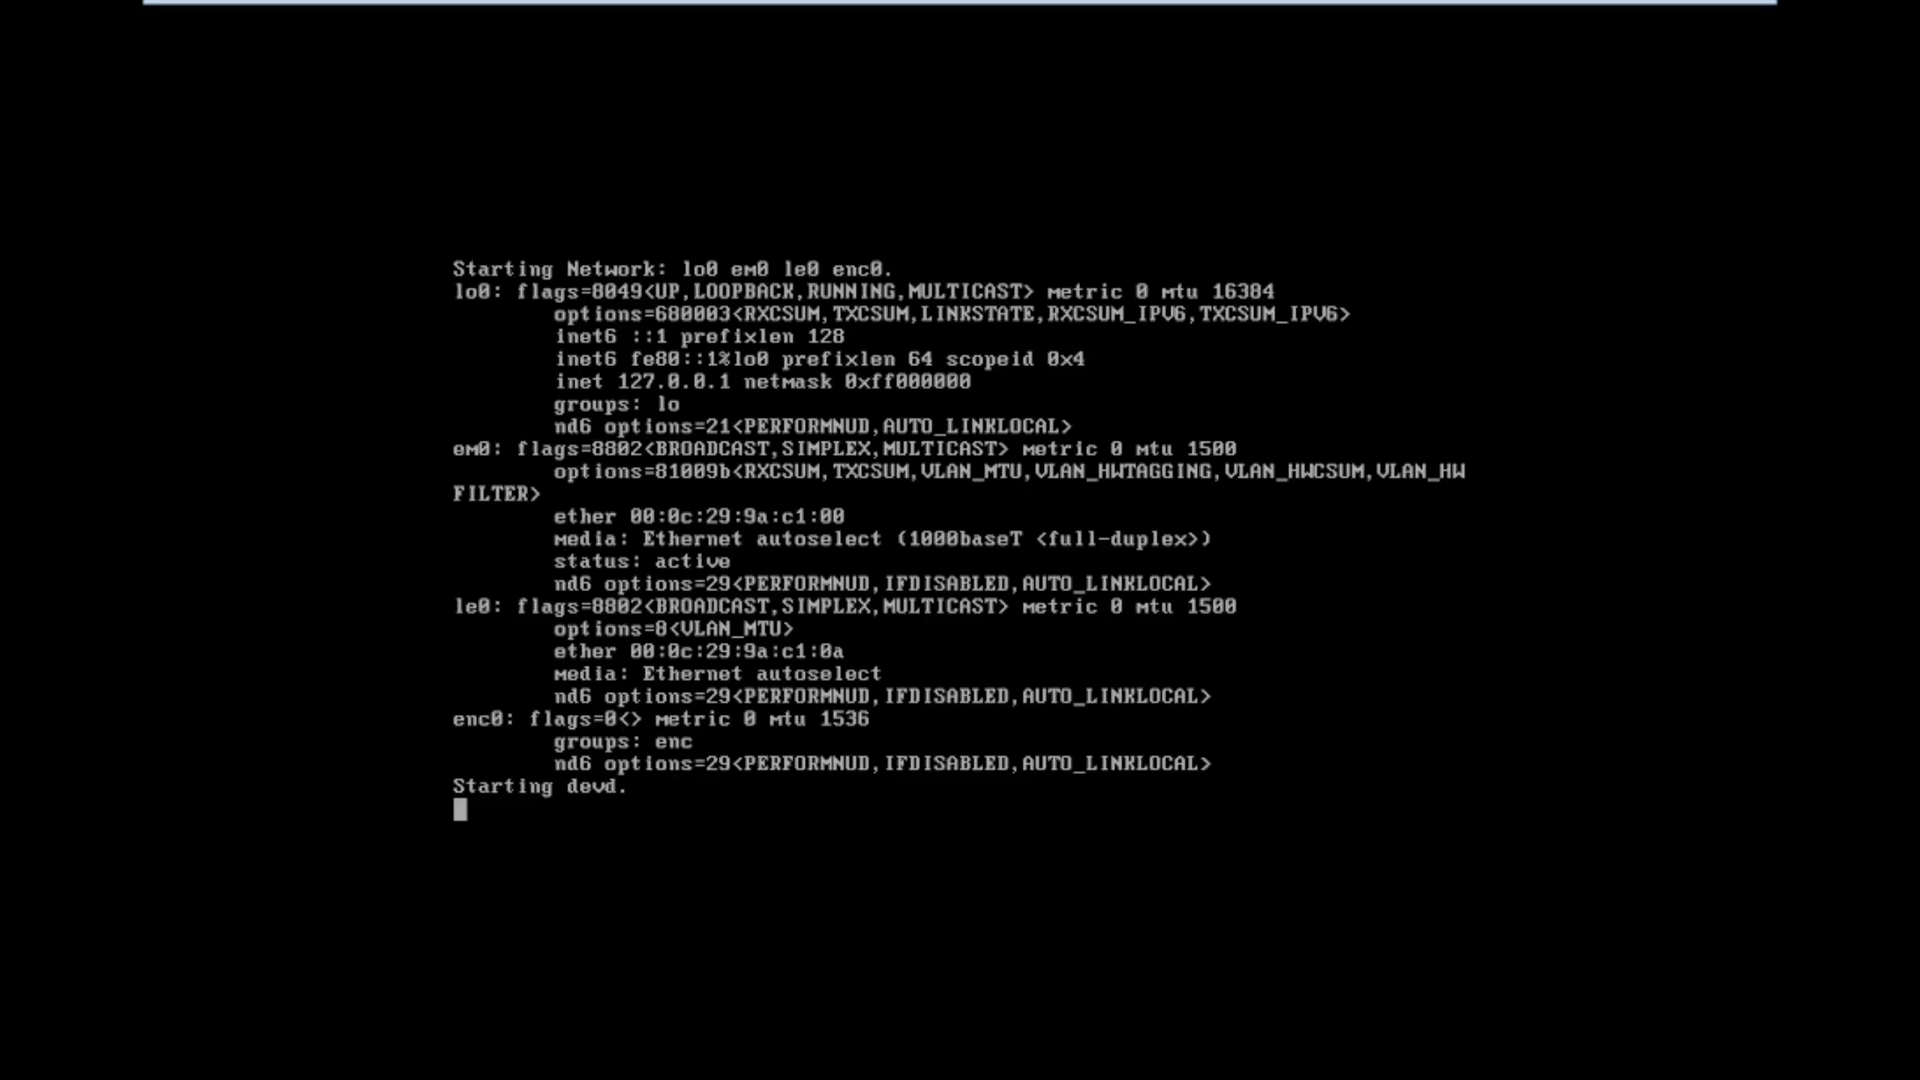 Starting Network: lo0 em0 le0 enc0.
lo0: flags=8049<UP,LOOPBACK,RUNNING,MULTICAST> metric 0 mtu 16384
options=680003<RXCSUM,TXCSUM,LINKSTATE,RXCSUM_IPV6,TXCSUM_IPV6>
inet6 ::1 prefixlen 128
inet6 fe80::1%lo0 prefixlen 64 scopeid 0x4
inet 127.0.0.1 netmask 0xff000000
groups: lo
nd6 options=21<PERFORMNUD,AUTO_LINKLOCAL>
em0: flags=8802<BROADCAST,SIMPLEX,MULTICAST> metric 0 mtu 1500
options=81009b<RXCSUM,TXCSUM,VLAN_MTU,VLAN_HWTAGGING,VLAN_HWCSUM,VLAN_HW
FILTER>
ether 00:0c:29:9a:c1:00
media: Ethernet autoselect (1000baseT <full-duplex>)
status: active
nd6 options=29<PERFORMNUD,IFDISABLED,AUTO_LINKLOCAL>
le0: flags=8802<BROADCAST,SIMPLEX,MULTICAST> metric 0 mtu 1500
options=8<VLAN_MTU>
ether 00:0c:29:9a:c1:0a
media: Ethernet autoselect
nd6 options=29<PERFORMNUD,IFDISABLED,AUTO_LINKLOCAL>
enc0: flags=0<> metric 0 mtu 1536
groups: enc
nd6 options=29<PERFORMNUD,IFDISABLED,AUTO_LINKLOCAL>
Starting devd.